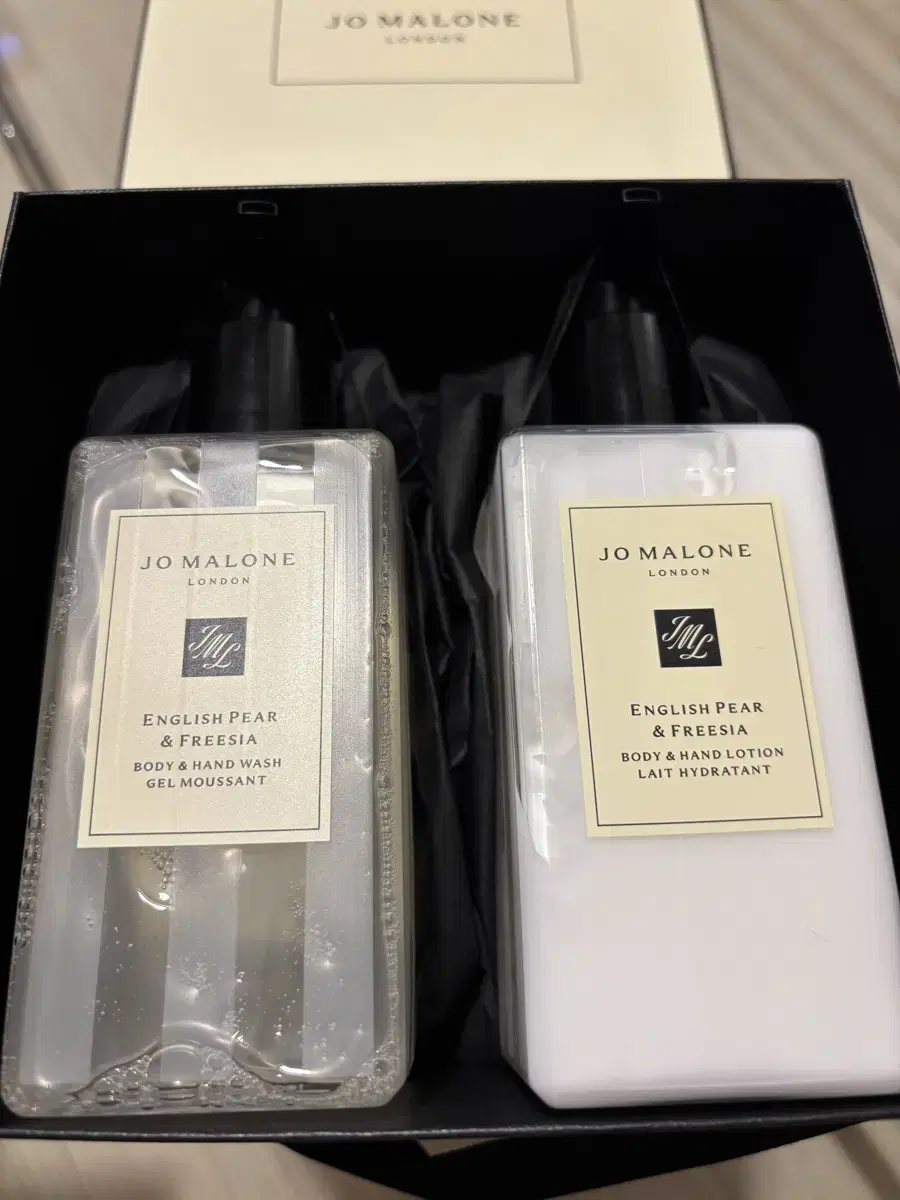 JO MALONE
LONDON
JO MALONE
LONDON
JML
ENGLISH PEAR
& FREESIA
BODY & HAND WASH
GEL MOUSSANT
JO MALONE
LONDON
JML
ENGLISH PEAR
& FREESIA
BODY & HAND LOTION
LAIT HYDRATANT